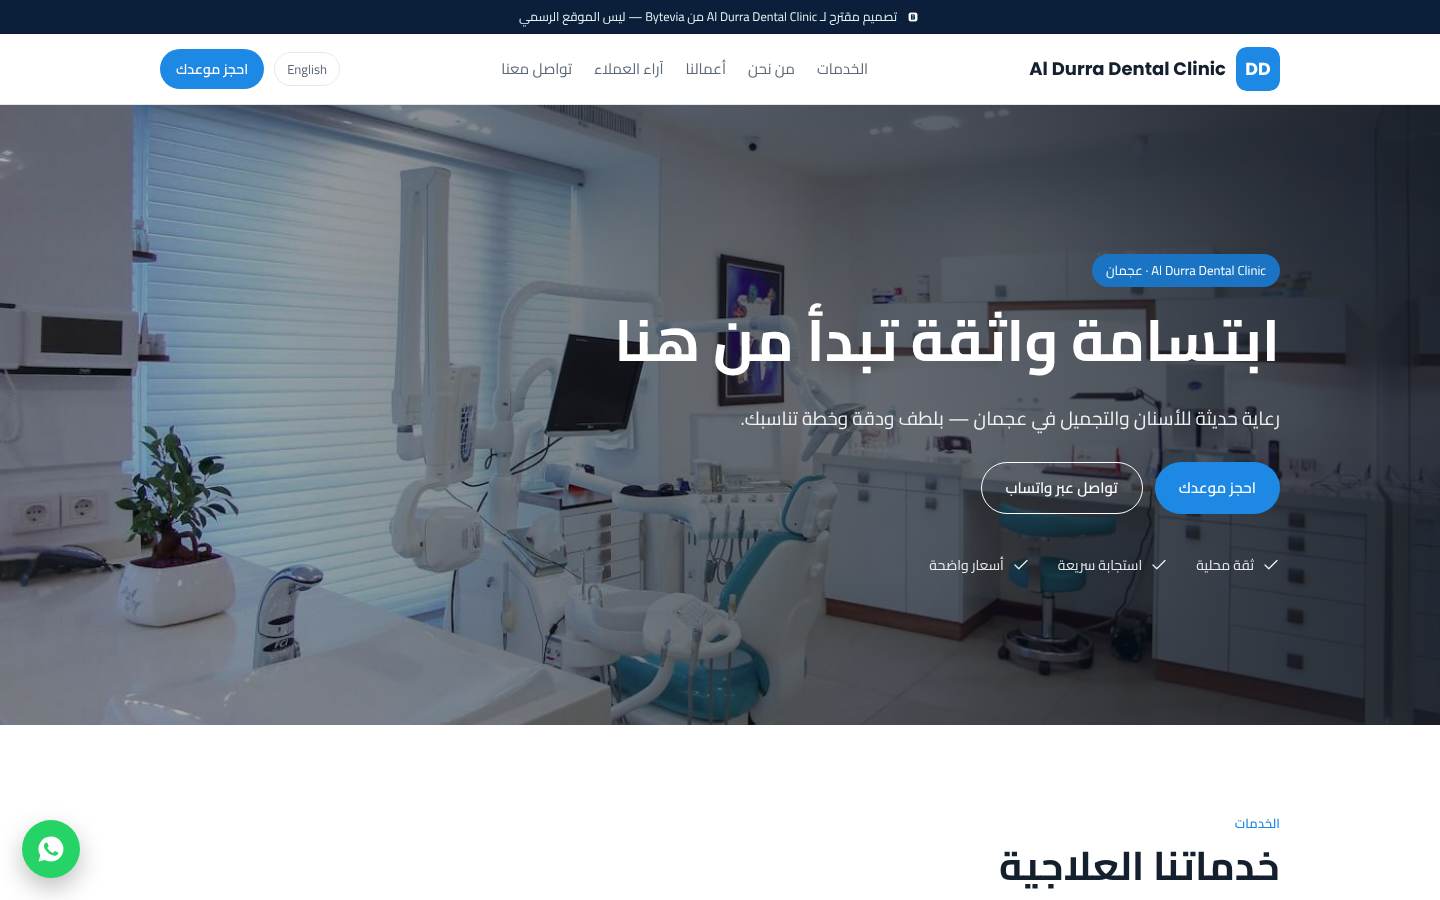 تصميم مقترح لـ Al Durra Dental Clinic من Bytevia — ليس الموقع الرسمي
DD Al Durra Dental Clinic
الخدمات من نحن أعمالنا آراء العملاء تواصل معنا
English
احجز موعدك
Al Durra Dental Clinic · عجمان
ابتسامة واثقة تبدأ من هنا
رعاية حديثة للأسنان والتجميل في عجمان — بلطف ودقة وخطة تناسبك.
احجز موعدك
تواصل عبر واتساب
ثقة محلية استجابة سريعة أسعار واضحة
الخدمات
خدماتنا العلاجية